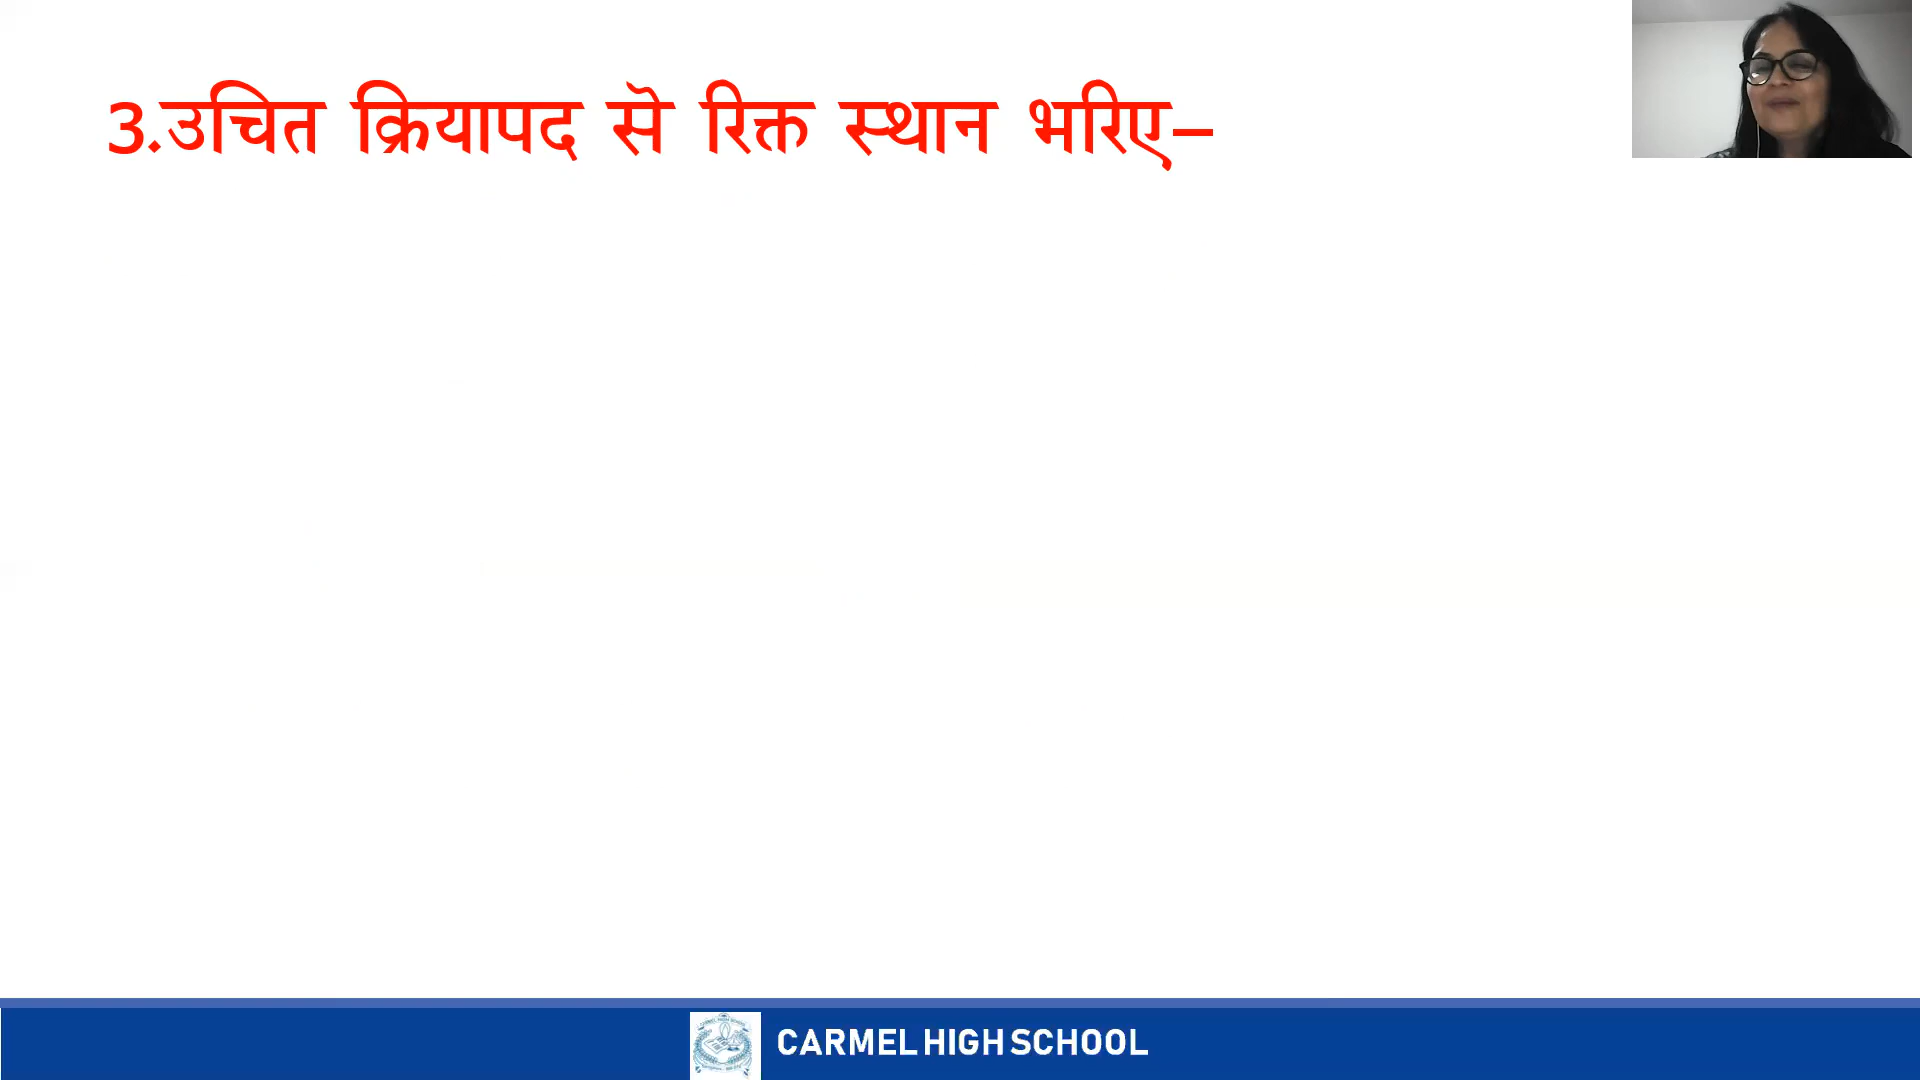 3.उचित क्रियापद से रिक्त स्थान भरिए–
CARMEL HIGH SCHOOL